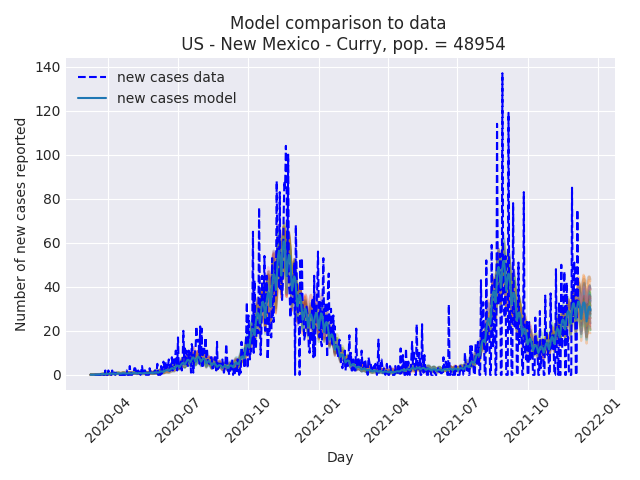 Model comparison to data
US - New Mexico - Curry, pop. = 48954
new cases data
new cases model
Number of new cases reported
140
120
100
80
60
40
20
0
2020-04
2020-07
2020-10
2021-01
2021-04
2021-07
2021-10
2022-01
Day